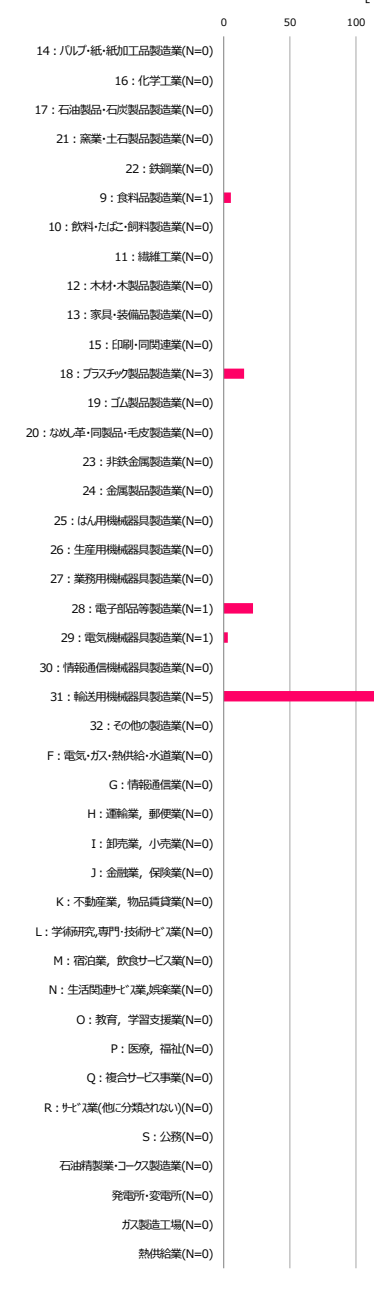 0 50 100
14：パルプ・紙・紙加工品製造業(N=0)
16：化学工業(N=0)
17：石油製品・石炭製品製造業(N=0)
21：窯業・土石製品製造業(N=0)
22：鉄鋼業(N=0)
9：食料品製造業(N=1)
10：飲料・たばこ・飼料製造業(N=0)
11：繊維工業(N=0)
12：木材・木製品製造業(N=0)
13：家具・装備品製造業(N=0)
15：印刷・同関連業(N=0)
18：プラスチック製品製造業(N=3)
19：ゴム製品製造業(N=0)
20：なめし革・同製品・毛皮製造業(N=0)
23：非鉄金属製造業(N=0)
24：金属製品製造業(N=0)
25：はん用機械器具製造業(N=0)
26：生産用機械器具製造業(N=0)
27：業務用機械器具製造業(N=0)
28：電子部品等製造業(N=1)
29：電気機械器具製造業(N=1)
30：情報通信機械器具製造業(N=0)
31：輸送用機械器具製造業(N=5)
32：その他の製造業(N=0)
F：電気・ガス・熱供給・水道業(N=0)
G：情報通信業(N=0)
H：運輸業，郵便業(N=0)
I：卸売業，小売業(N=0)
J：金融業，保険業(N=0)
K：不動産業，物品賃貸業(N=0)
L：学術研究,専門・技術ｻｰﾋﾞｽ業(N=0)
M：宿泊業，飲食サービス業(N=0)
N：生活関連ｻｰﾋﾞｽ業,娯楽業(N=0)
O：教育，学習支援業(N=0)
P：医療，福祉(N=0)
Q：複合サービス事業(N=0)
R：ｻｰﾋﾞｽ業(他に分類されない)(N=0)
S：公務(N=0)
石油精製業・コークス製造業(N=0)
発電所・変電所(N=0)
ガス製造工場(N=0)
熱供給業(N=0)